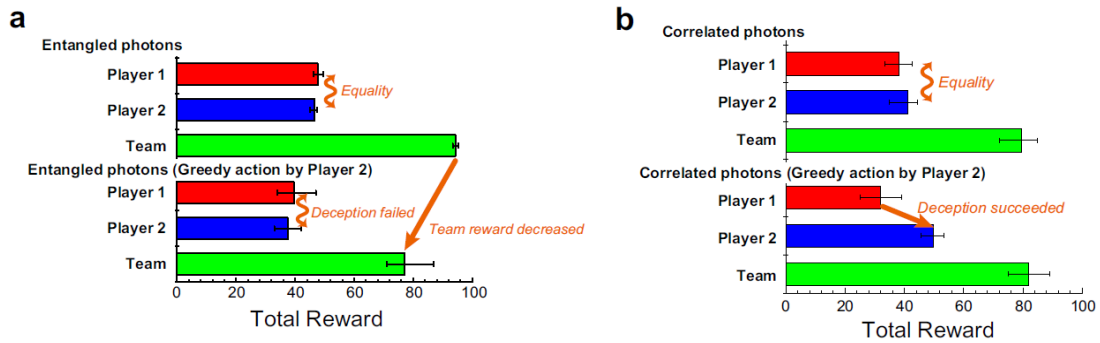 a
Entangled photons
Player 1
Equality
Player 2
Team
Entangled photons (Greedy action by Player 2)
Player 1
Deception failed
Player 2
Team reward decreased
Team
0 20 40 60 80 100
Total Reward
b
Correlated photons
Player 1
Equality
Player 2
Team
Correlated photons (Greedy action by Player 2)
Player 1
Deception succeeded
Player 2
Team
0 20 40 60 80 100
Total Reward